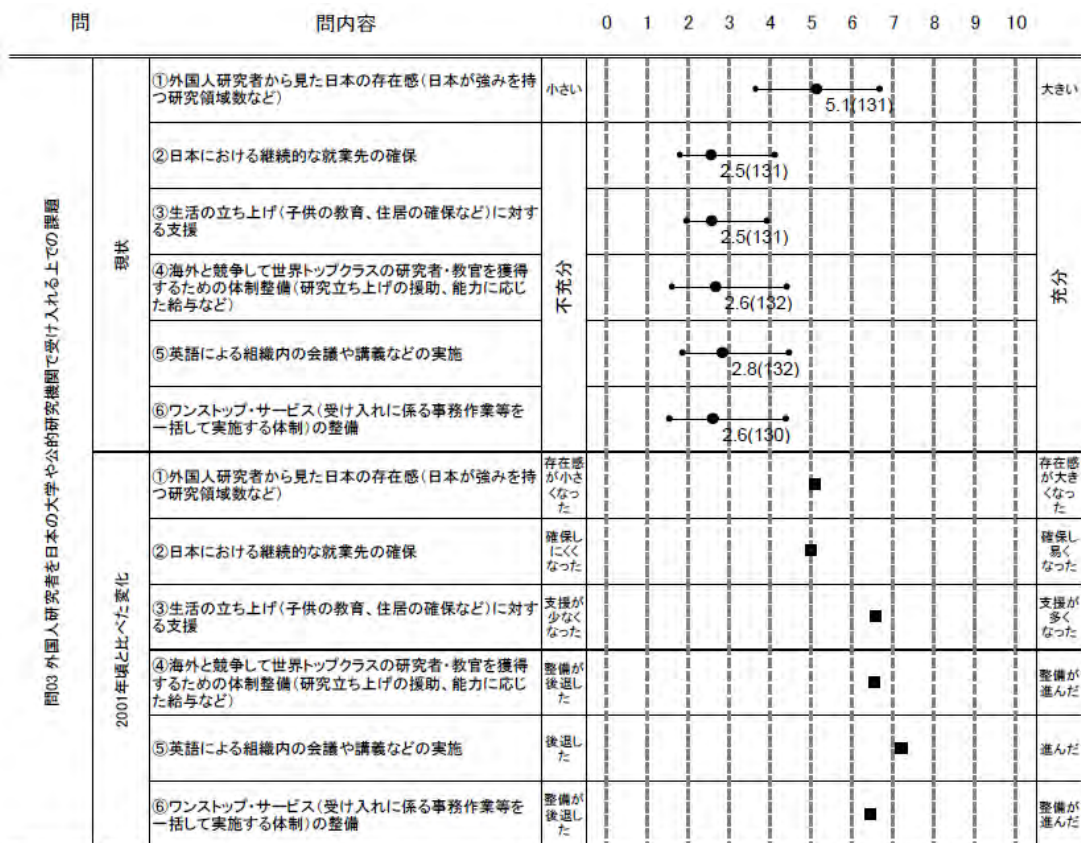 問 問内容 0 1 2 3 4 5 6 7 8 9 10
問03 外国人研究者を日本の大学や公的研究機関で受け入れる上での課題
現状
①外国人研究者から見た日本の存在感(日本が強みを持
つ研究領域数など)
小さい
5.1(131)
大きい
②日本における継続的な就業先の確保
2.5(131)
③生活の立ち上げ(子供の教育、住居の確保など)に対す
る支援
2.5(131)
④海外と競争して世界トップクラスの研究者・教官を獲得
するための体制整備(研究立ち上げの援助、能力に応じ
た給与など)
2.6(132)
⑤英語による組織内の会議や講義などの実施
2.8(132)
⑥ワンストップ・サービス(受け入れに係る事務作業等を
一括して実施する体制)の整備
2.6(130)
不充分
充分
2001年頃と比べた変化
①外国人研究者から見た日本の存在感(日本が強みを持
つ研究領域数など)
存在感
が小さ
くなっ
た
存在感
が大き
くなっ
た
②日本における継続的な就業先の確保
確保し
にくく
なった
確保し
易く
なった
③生活の立ち上げ(子供の教育、住居の確保など)に対す
る支援
支援が
少なく
なった
支援が
多く
なった
④海外と競争して世界トップクラスの研究者・教官を獲得
するための体制整備(研究立ち上げの援助、能力に応じ
た給与など)
整備が
後退し
た
整備が
進んだ
⑤英語による組織内の会議や講義などの実施
後退し
た
進んだ
⑥ワンストップ・サービス(受け入れに係る事務作業等を
一括して実施する体制)の整備
整備が
後退し
た
整備が
進んだ